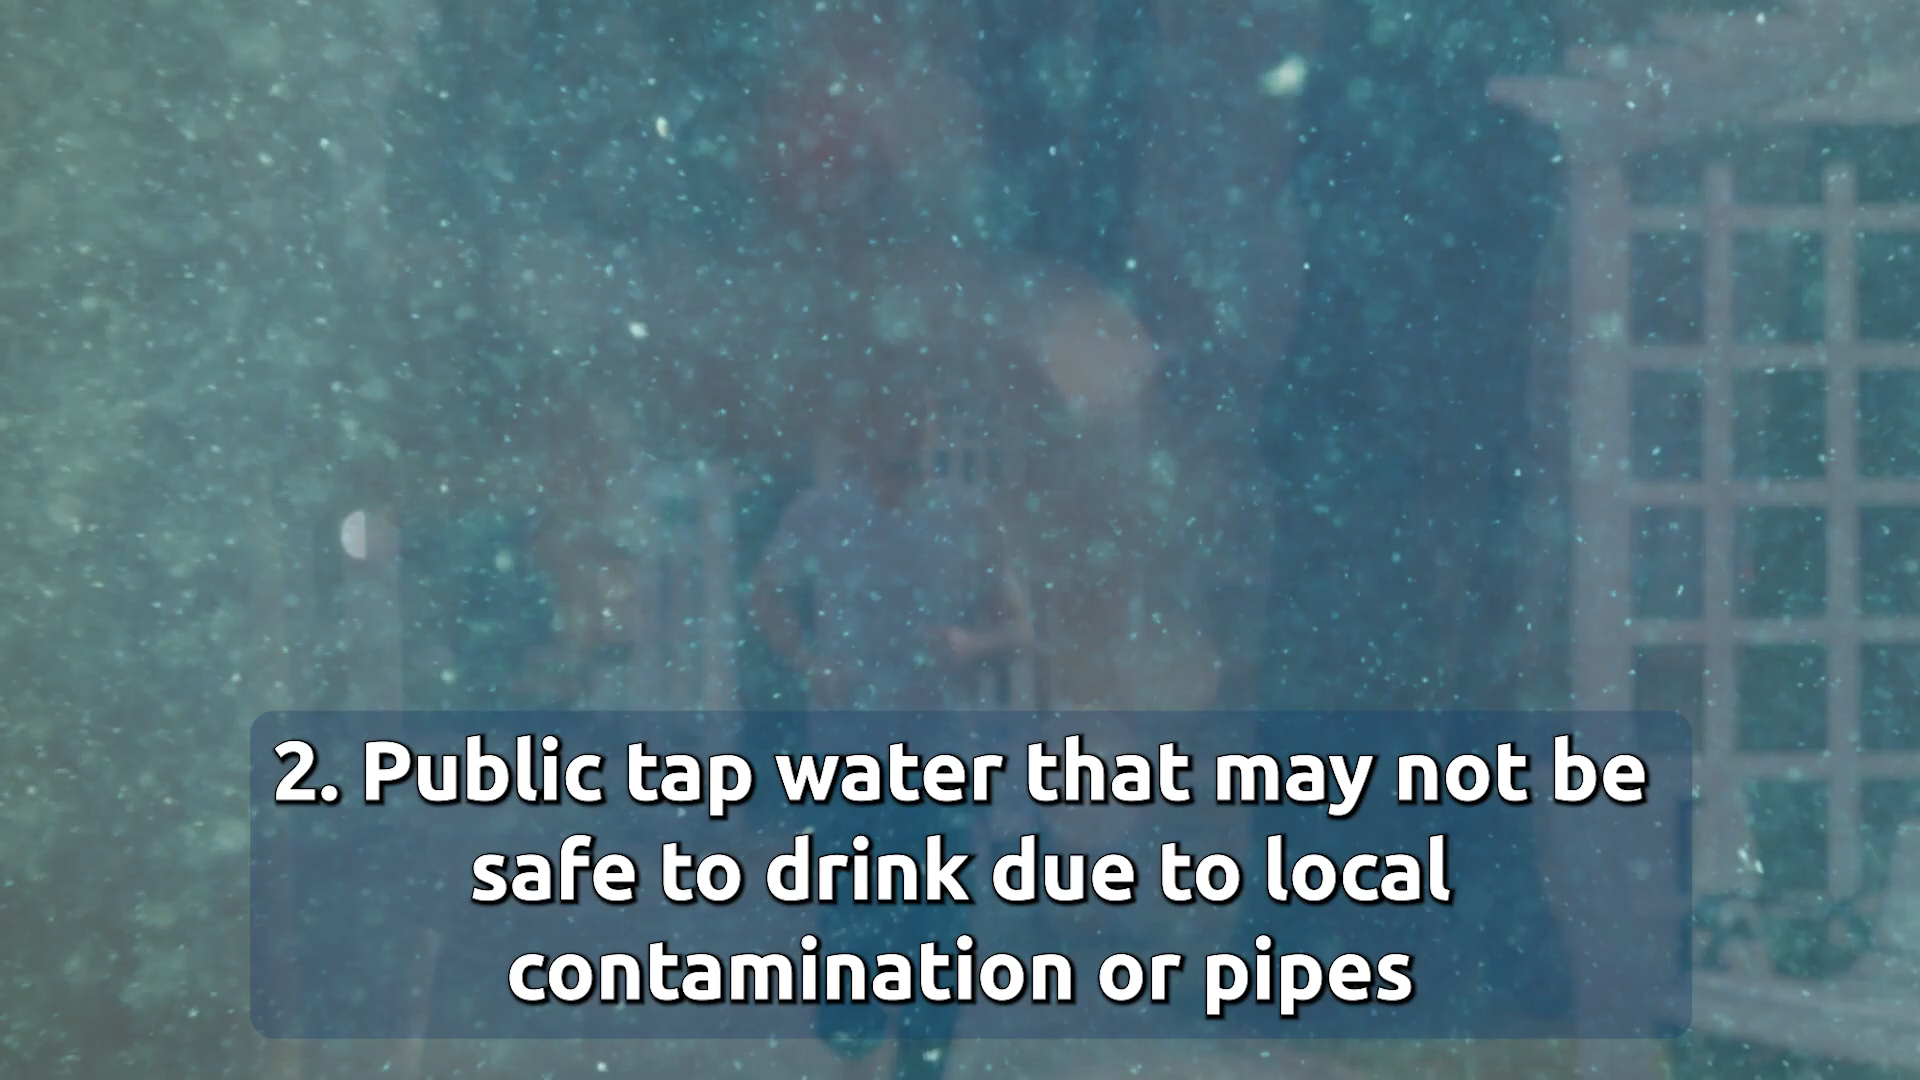 2. Public tap water that may not be
safe to drink due to local
contamination or pipes